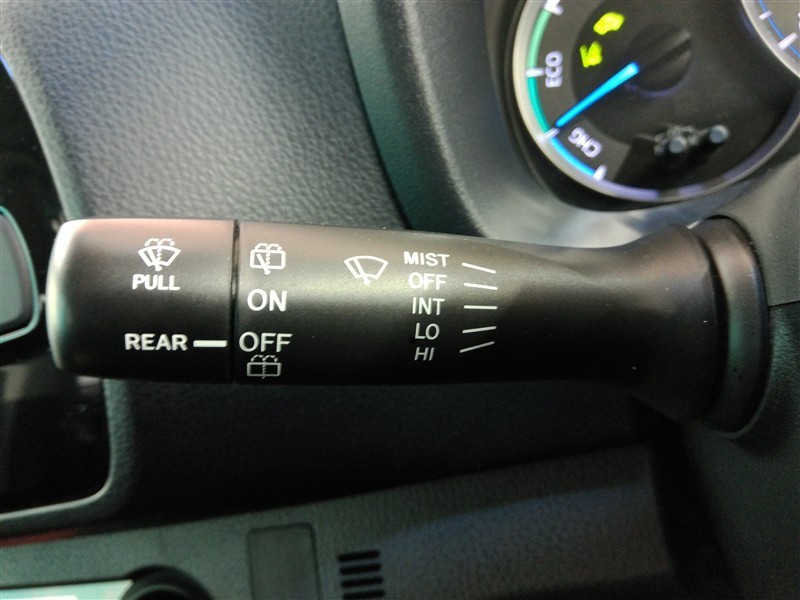 PULL
REAR
ON
OFF
MIST
OFF
INT
LO
HI
ECO
CHG